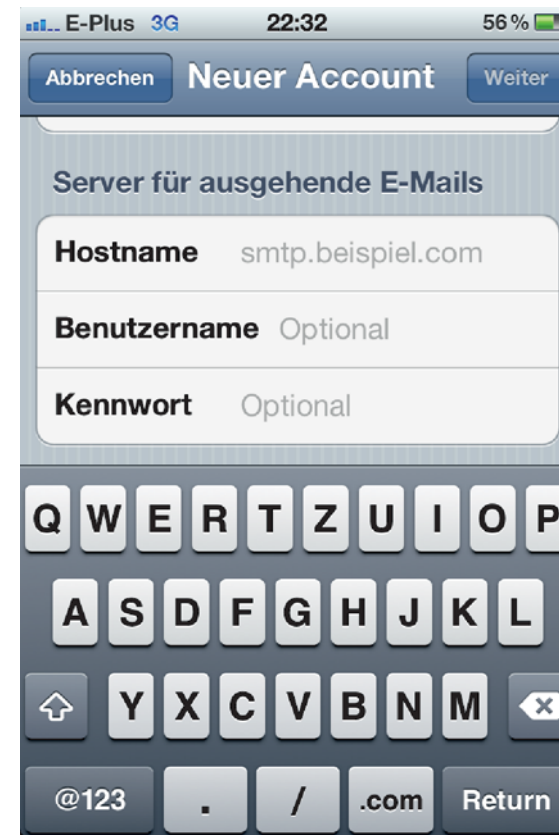 E-Plus 3G 22:32 56 %
Abbrechen Neuer Account Weiter
Server für ausgehende E-Mails
Hostname smtp.beispiel.com
Benutzername Optional
Kennwort Optional
Q W E R T Z U I O P
A S D F G H J K L
Y X C V B N M
@123 . / .com Return